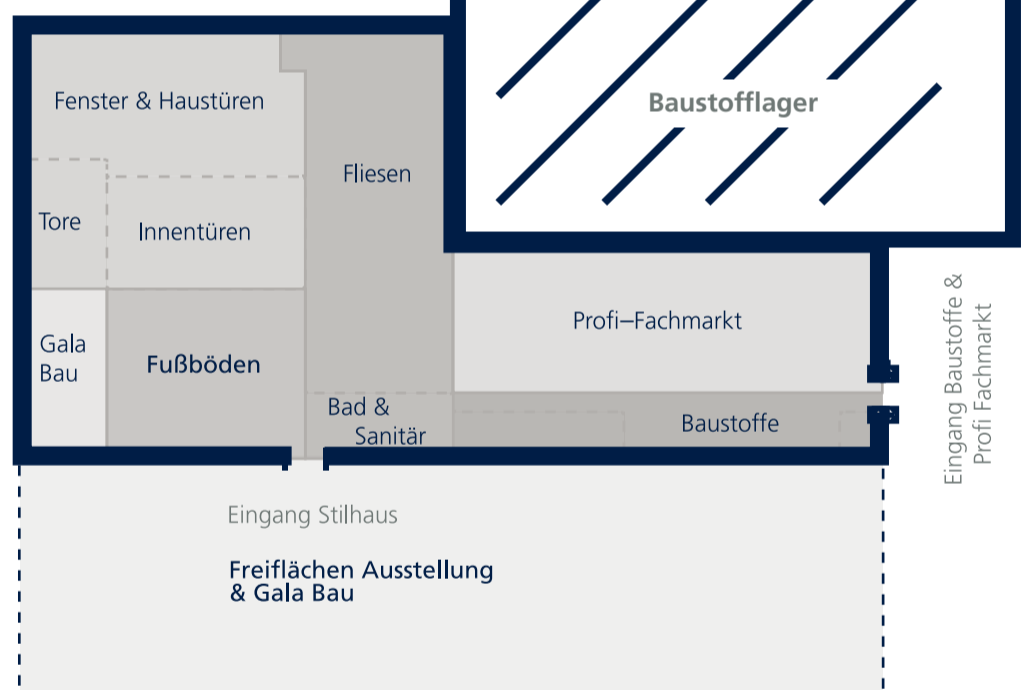 Baustofflager
Fenster & Haustüren
Fliesen
Tore
Innentüren
Profi–Fachmarkt
Gala
Bau
Fußböden
Bad &
Sanitär
Baustoffe
Eingang Baustoffe &
Profi Fachmarkt
Eingang Stilhaus
Freiflächen Ausstellung
& Gala Bau